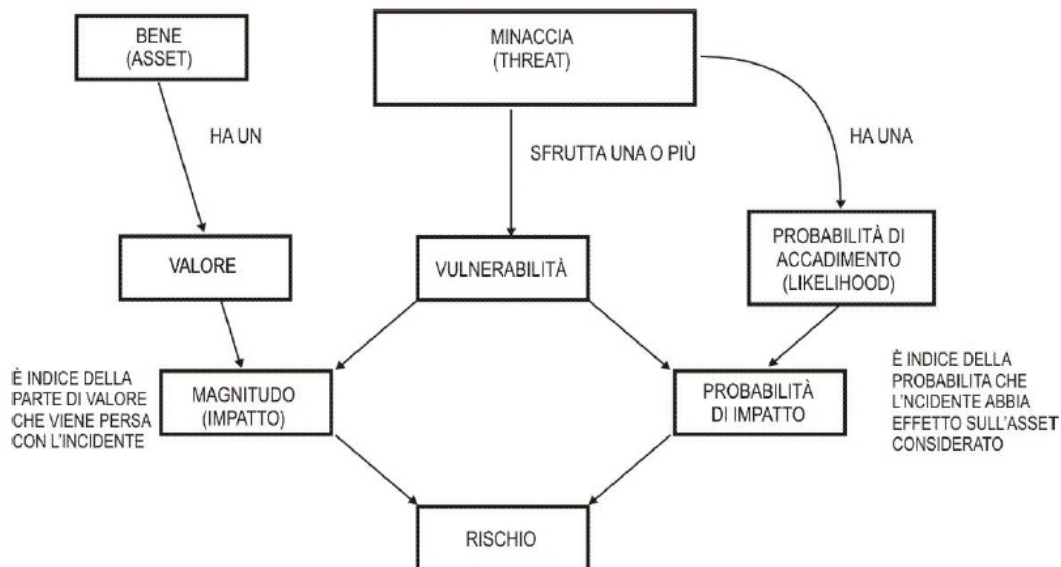 BENE
(ASSET)
MINACCIA
(THREAT)
HA UN
SFRUTTA UNA O PIÙ
HA UNA
VALORE
VULNERABILITÀ
PROBABILITÀ DI
ACCADIMENTO
(LIKELIHOOD)
È INDICE DELLA
PARTE DI VALORE
CHE VIENE PERSA
CON L'INCIDENTE
MAGNITUDO
(IMPATTO)
PROBABILITÀ
DI IMPATTO
È INDICE DELLA
PROBABILITA CHE
L'NCIDENTE ABBIA
EFFETTO SULL'ASSET
CONSIDERATO
RISCHIO